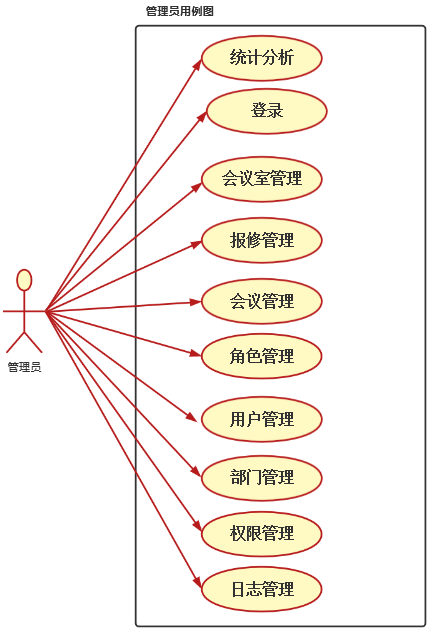 管理员用例图
统计分析
登录
会议室管理
报修管理
会议管理
角色管理
管理员
用户管理
部门管理
权限管理
日志管理